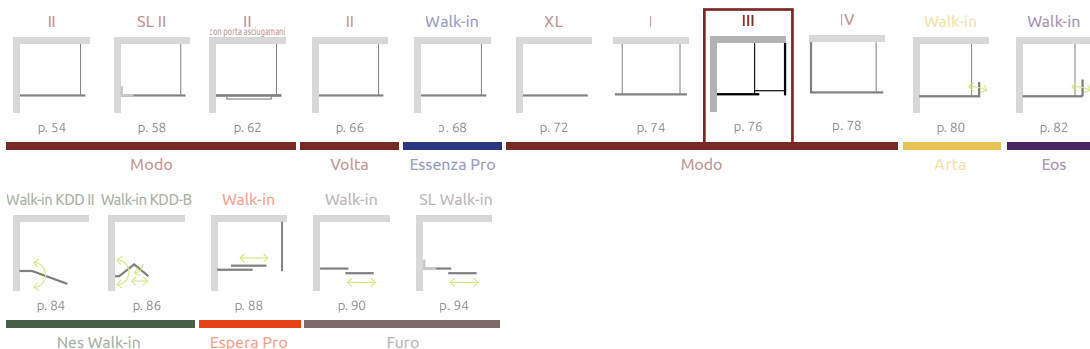 II SL II II II Walk-in XL I III IV Walk-in Walk-in
con porta asciugamani
p. 54 p. 58 p. 62 p. 66 p. 68 p. 72 p. 74 p. 76 p. 78 p. 80 p. 82
Modo Volta Essenza Pro Modo Arta Eos
Walk-in KDD II Walk-in KDD-B Walk-in Walk-in SL Walk-in
p. 84 p. 86 p. 88 p. 90 p. 94
Nes Walk-in Espera Pro Furo